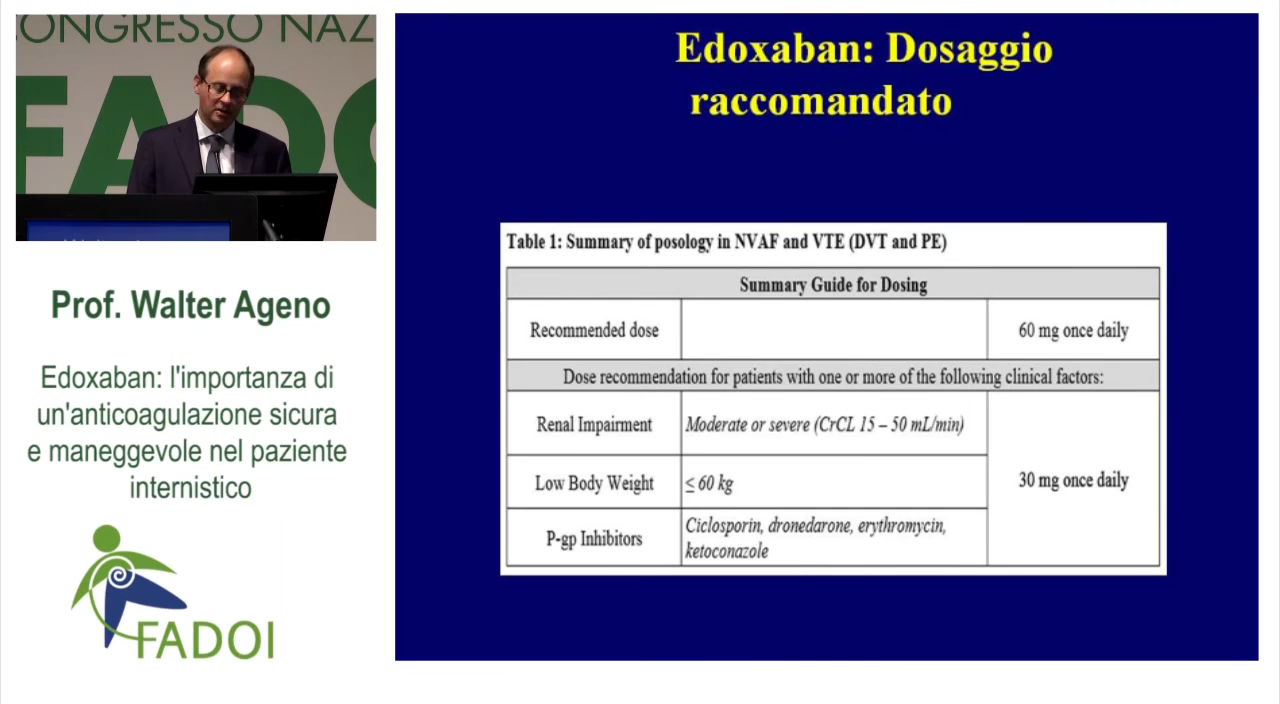 ONGRESSO NAZ
FADO
Prof. Walter Ageno
Edoxaban: l'importanza di
un'anticoagulazione sicura
e maneggevole nel paziente
internistico
FADOI
Edoxaban: Dosaggio
raccomandato
Table 1: Summary of posology in NVAF and VTE (DVT and PE)
Summary Guide for Dosing
Recommended dose
60 mg once daily
Dose recommendation for patients with one or more of the following clinical factors:
Renal Impairment
Moderate or severe (CrCL 15 – 50 mL/min)
Low Body Weight
≤ 60 kg
P-gp Inhibitors
Ciclosporin, dronedarone, erythromycin,
ketoconazole
30 mg once daily